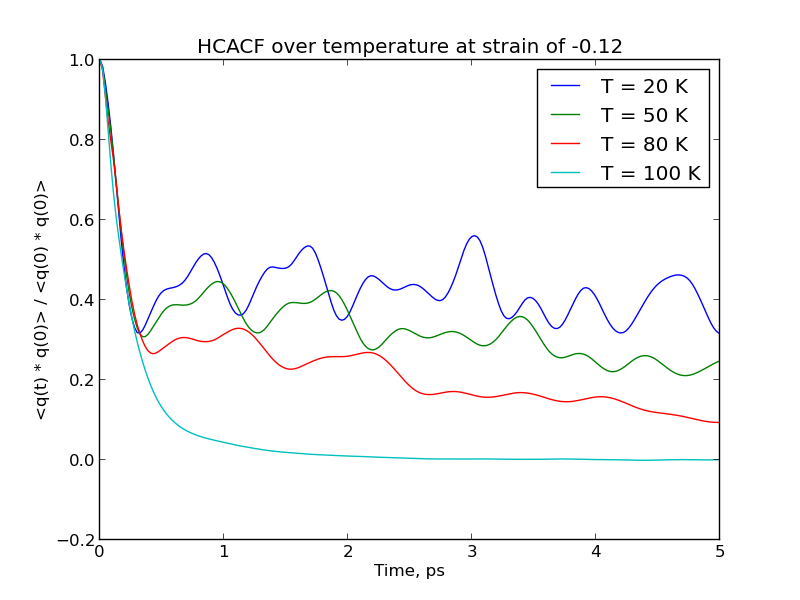 HCACF over temperature at strain of -0.12
<q(t) * q(0)> / <q(0) * q(0)>
1.0
0.8
0.6
0.4
0.2
0.0
−0.2
T = 20 K
T = 50 K
T = 80 K
T = 100 K
0 1 2 3 4 5
Time, ps